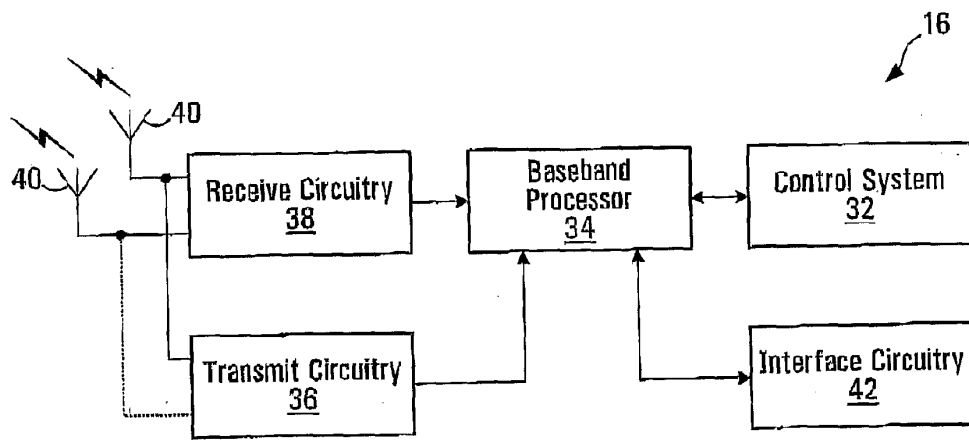 16
40
40
Receive Circuitry
38
Baseband
Processor
34
Control System
32
Transmit Circuitry
36
Interface Circuitry
42